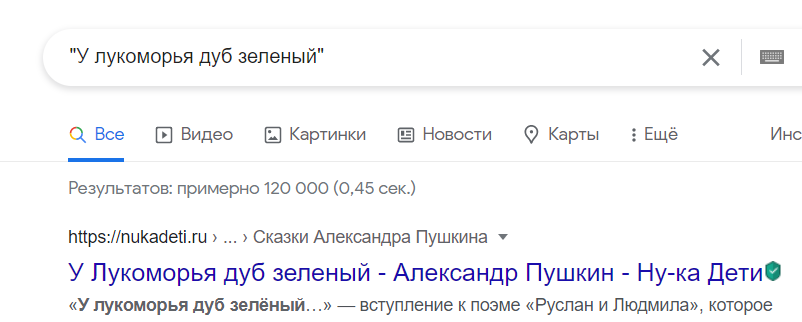 "У лукоморья дуб зеленый"
Все Видео Картинки Новости Карты Ещё Инс
Результатов: примерно 120 000 (0,45 сек.)
https://nukadeti.ru › ... › Сказки Александра Пушкина
У Лукоморья дуб зеленый - Александр Пушкин - Ну-ка Дети
«У лукоморья дуб зелёный…» — вступление к поэме «Руслан и Людмила», которое